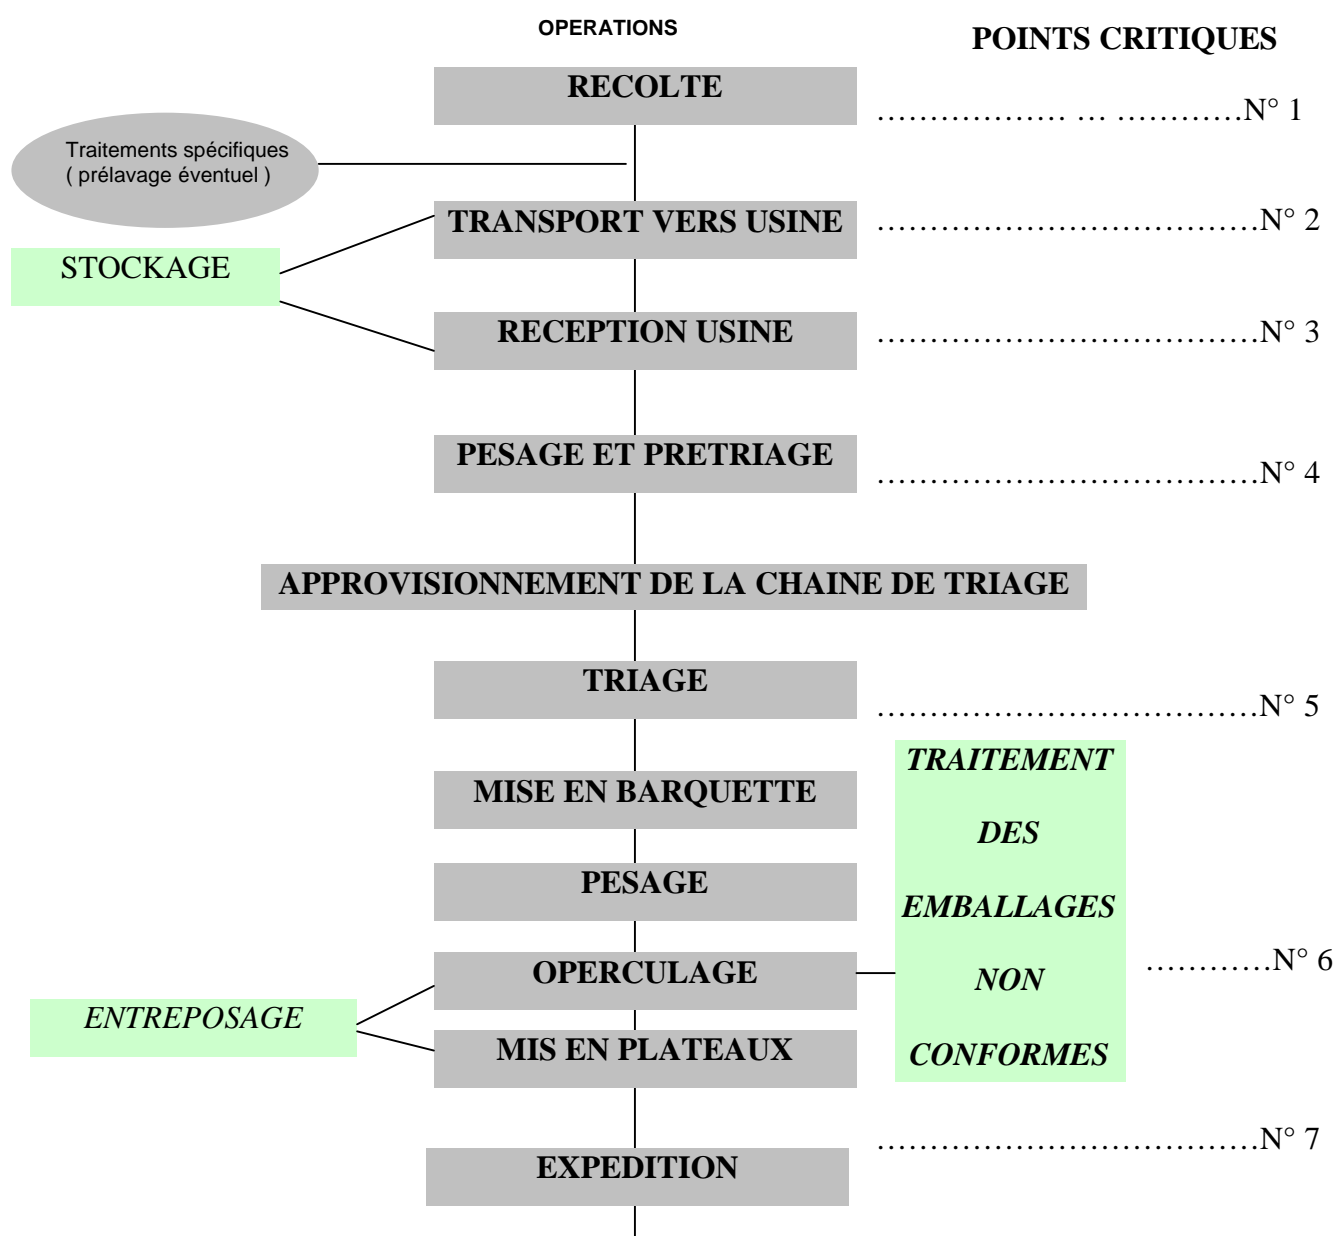 OPERATIONS
POINTS CRITIQUES
RECOLTE
……………… … …………N° 1
Traitements spécifiques
( prélavage éventuel )
TRANSPORT VERS USINE
………………………………N° 2
STOCKAGE
RECEPTION USINE
………………………………N° 3
PESAGE ET PRETRIAGE
………………………………N° 4
APPROVISIONNEMENT DE LA CHAINE DE TRIAGE
TRIAGE
………………………………N° 5
TRAITEMENT
DES
EMBALLAGES
NON
CONFORMES
MISE EN BARQUETTE
PESAGE
OPERCULAGE
…………N° 6
ENTREPOSAGE
MIS EN PLATEAUX
………………………………N° 7
EXPEDITION